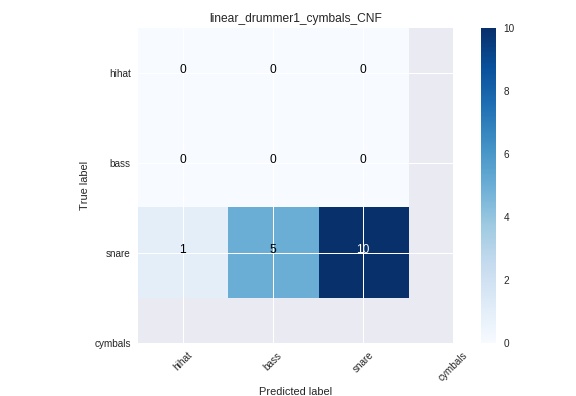 linear_drummer1_cymbals_CNF
hihat 0 0 0
bass 0 0 0
snare 1 5 10
cymbals
hihat bass snare cymbals
True label
Predicted label
10
8
6
4
2
0